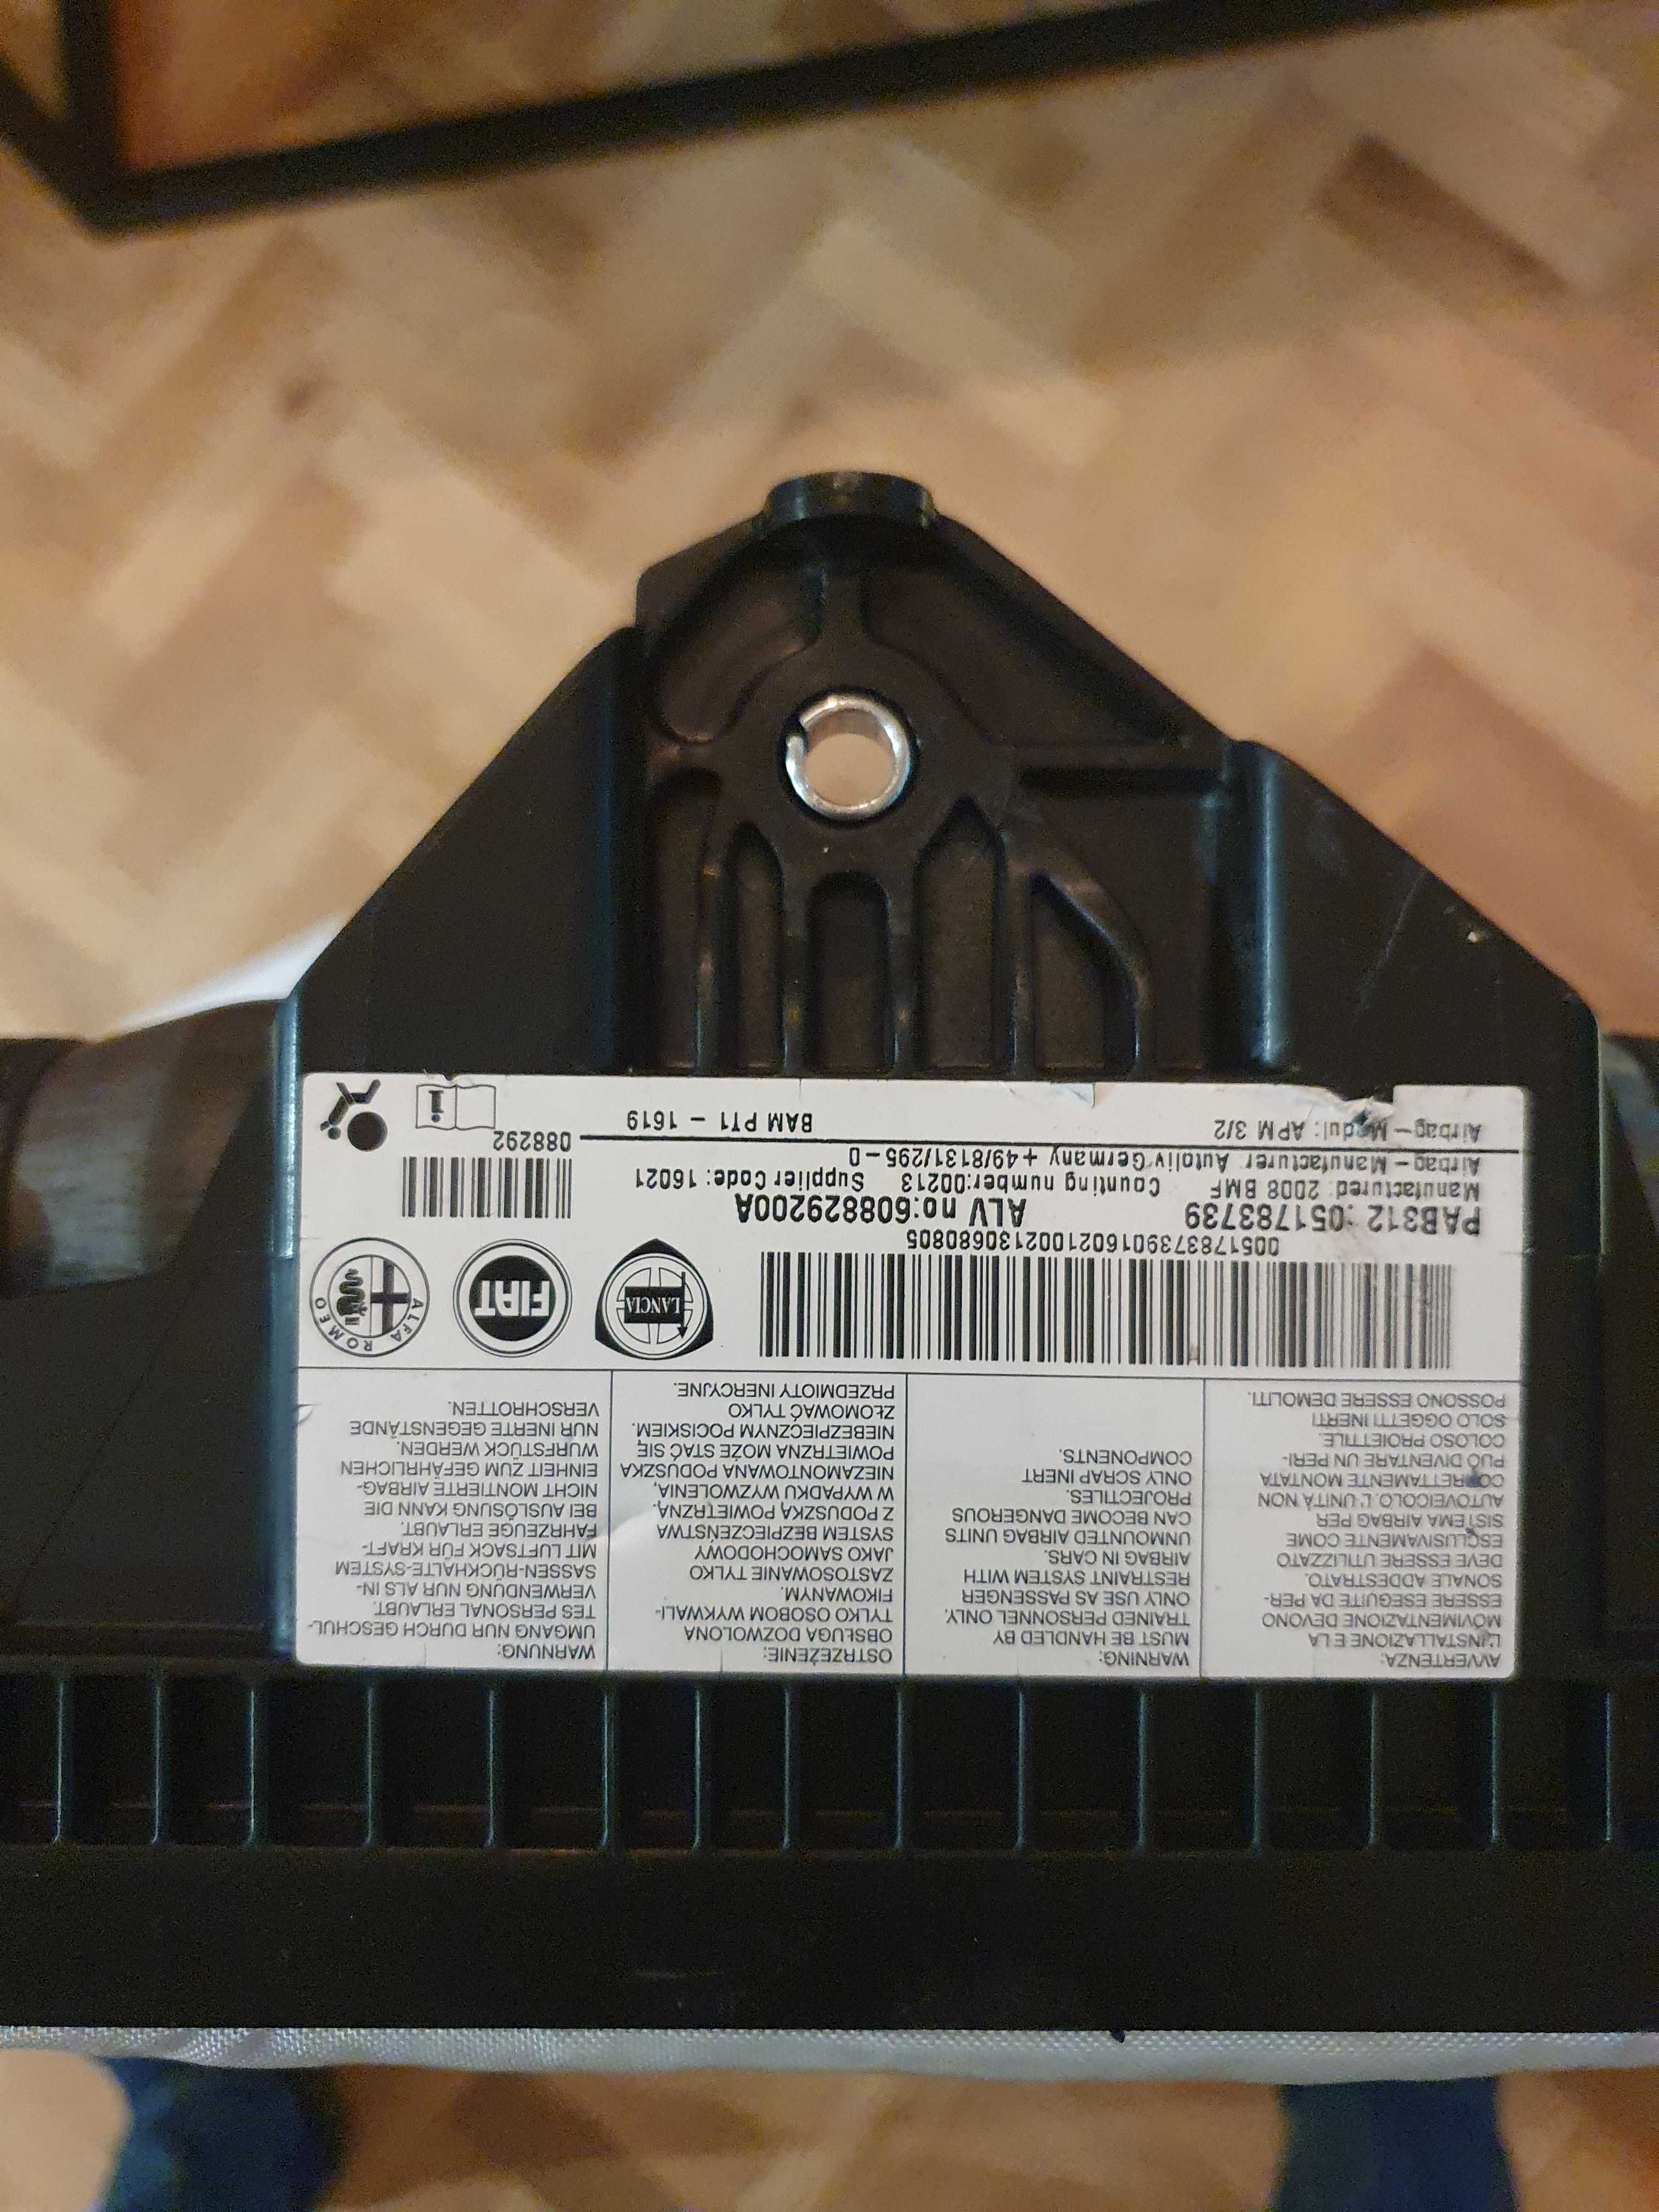 AVVERTENZA:
L'INSTALLAZIONE E LA
MOVIMENTAZIONE DEVONO
ESSERE ESEGUITE DA PER-
SONALE ADDESTRATO.
DEVE ESSERE UTILIZZATO
ESCLUSIVAMENTE COME
SISTEMA AIRBAG PER
AUTOVEICOLO. L'UNITÀ NON
CORRETTAMENTE MONTATA
PUÒ DIVENTARE UN PERI-
COLOSO PROIETTILE.
SOLO OGGETTI INERTI
POSSONO ESSERE DEMOLITI.
WARNING:
MUST BE HANDLED BY
TRAINED PERSONNEL ONLY.
ONLY USE AS PASSENGER
RESTRAINT SYSTEM WITH
AIRBAG IN CARS.
UNMOUNTED AIRBAG UNITS
CAN BECOME DANGEROUS
PROJECTILES.
ONLY SCRAP INERT
COMPONENTS.
OSTRZEŻENIE:
OBSŁUGA DOZWOLONA
TYLKO OSOBOM WYKWALI-
FIKOWANYM.
ZASTOSOWANIE TYLKO
JAKO SAMOCHODOWY
SYSTEM BEZPIECZEŃSTWA
Z PODUSZKĄ POWIETRZNĄ.
W WYPADKU WYZWOLENIA,
NIEZAMONTOWANA PODUSZKA
POWIETRZNA MOŻE STAĆ SIĘ
NIEBEZPIECZNYM POCISKIEM.
ZŁOMOWAĆ TYLKO
PRZEDMIOTY INERCYJNE.
WARNUNG:
UMGANG NUR DURCH GESCHUL-
TES PERSONAL ERLAUBT.
VERWENDUNG NUR ALS IN-
SASSEN-RÜCKHALTE-SYSTEM
MIT LUFTSACK FÜR KRAFT-
FAHRZEUGE ERLAUBT.
BEI AUSLÖSUNG KANN DIE
NICHT MONTIERTE AIRBAG-
EINHEIT ZUM GEFÄHRLICHEN
WURFSTÜCK WERDEN.
NUR INERTE GEGENSTÄNDE
VERSCHROTTEN.
LANCIA
FIAT
ALFA ROMEO
0051783739016021002130680805
PAB312 :051783739 ALV no:608829200A
Manufactured: 2008 BMF Counting number:00213 Supplier Code: 16021
Airbag-Manufacturer Autoliv Germany +49/8131/295-0
088292
Airbag-Modul: APM 3/2 BAM PT1 - 1619
i